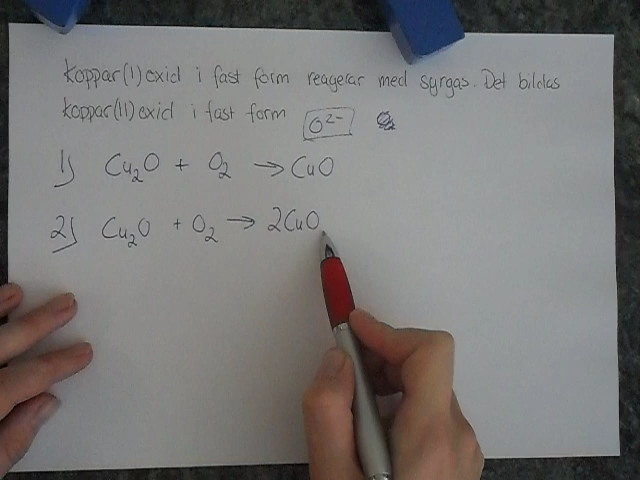 Koppar(I)oxid i fast form reagerar med syrgas. Det bildas
koppar(II)oxid i fast form O²⁻
1) Cu₂O + O₂ → CuO
2) Cu₂O + O₂ → 2CuO